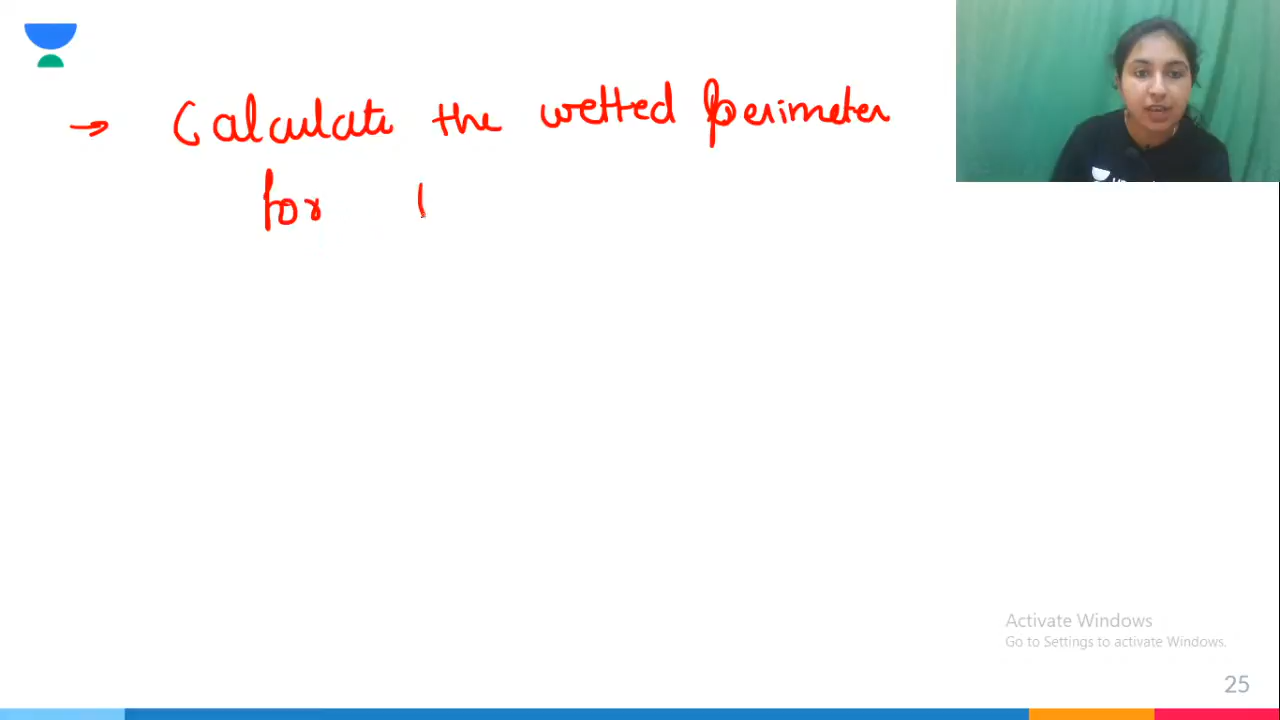 → Calculate the wetted perimeter
for
Activate Windows
Go to Settings to activate Windows.
25